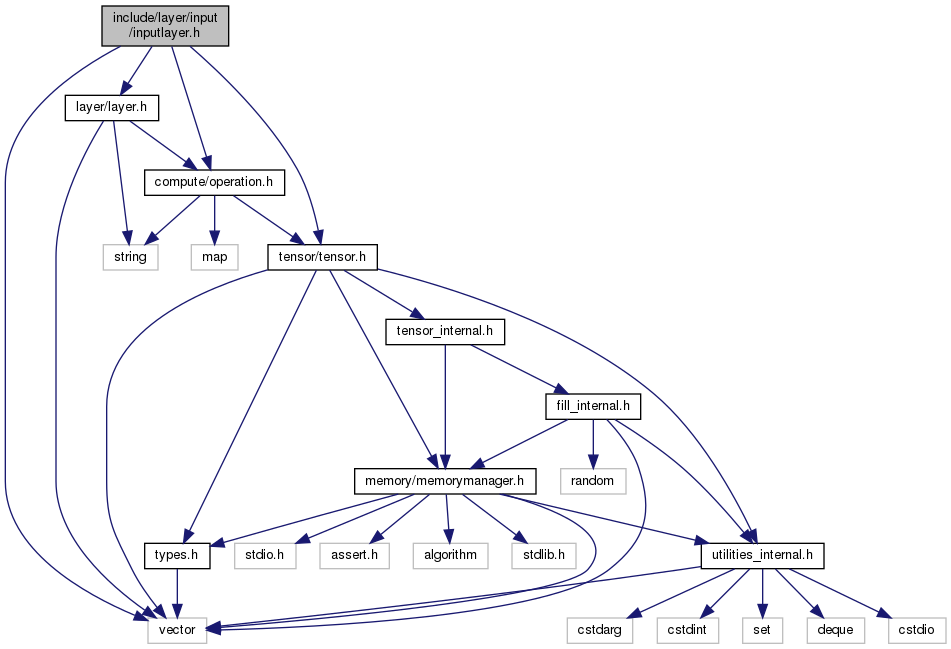 include/layer/input
/inputlayer.h
layer/layer.h
compute/operation.h
string
map
tensor/tensor.h
tensor_internal.h
fill_internal.h
memory/memorymanager.h
random
types.h
stdio.h
assert.h
algorithm
stdlib.h
utilities_internal.h
vector
cstdarg
cstdint
set
deque
cstdio